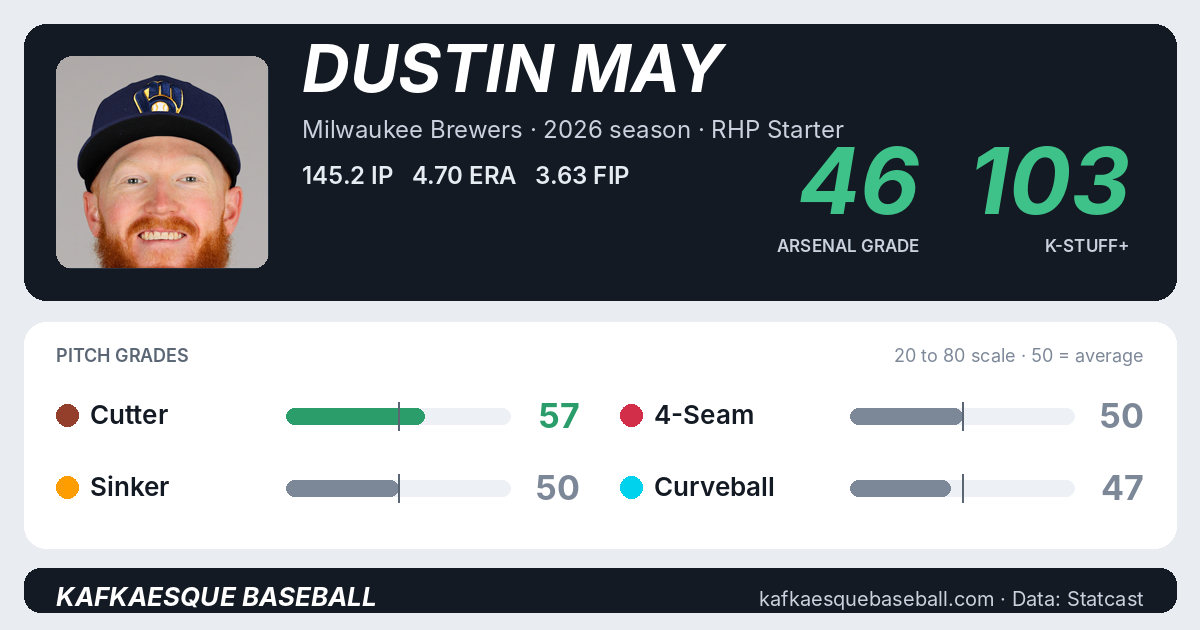 DUSTIN MAY
Milwaukee Brewers · 2026 season · RHP Starter
145.2 IP 4.70 ERA 3.63 FIP
46 103
ARSENAL GRADE K-STUFF+
PITCH GRADES 20 to 80 scale · 50 = average
Cutter 57 4-Seam 50
Sinker 50 Curveball 47
KAFKAESQUE BASEBALL kafkaesquebaseball.com · Data: Statcast